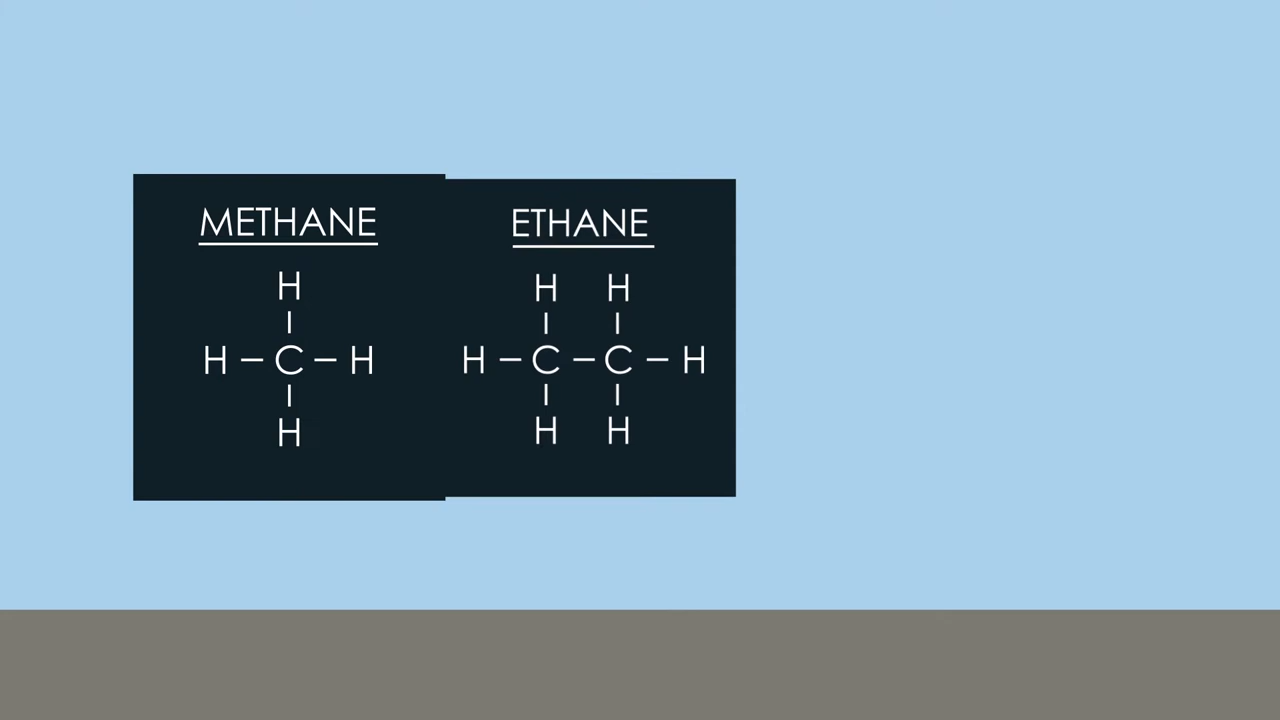 METHANE
H
H – C – H
H
ETHANE
H H
H – C – C – H
H H